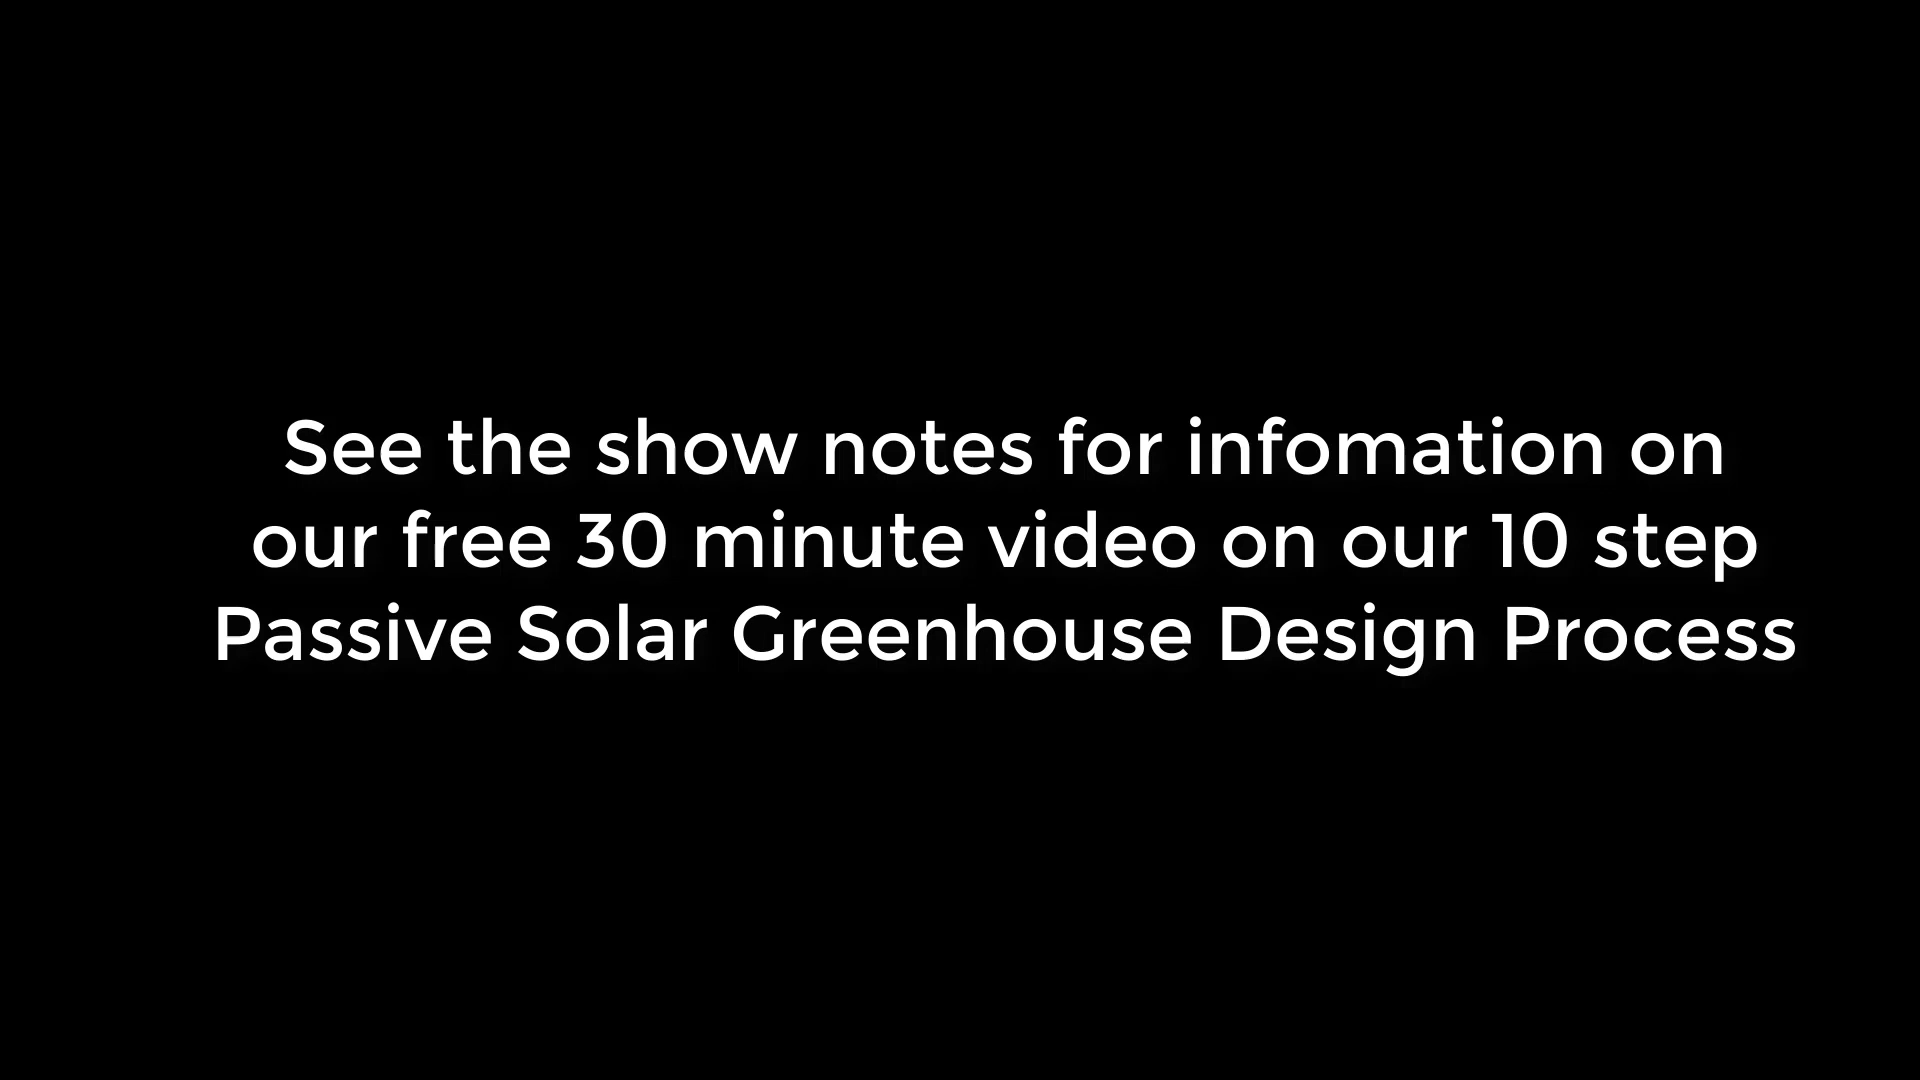 See the show notes for infomation on
our free 30 minute video on our 10 step
Passive Solar Greenhouse Design Process